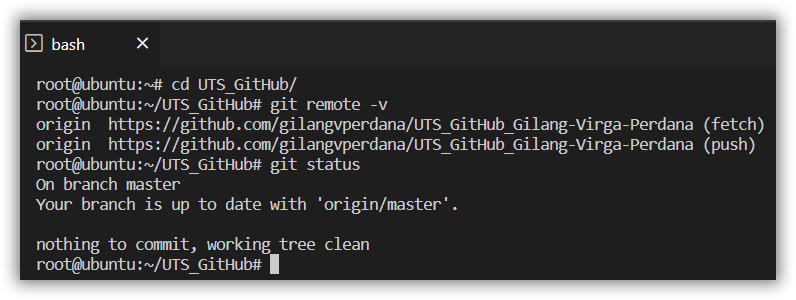 bash
root@ubuntu:~# cd UTS_GitHub/
root@ubuntu:~/UTS_GitHub# git remote -v
origin  https://github.com/gilangvperdana/UTS_GitHub_Gilang-Virga-Perdana (fetch)
origin  https://github.com/gilangvperdana/UTS_GitHub_Gilang-Virga-Perdana (push)
root@ubuntu:~/UTS_GitHub# git status
On branch master
Your branch is up to date with 'origin/master'.
nothing to commit, working tree clean
root@ubuntu:~/UTS_GitHub#